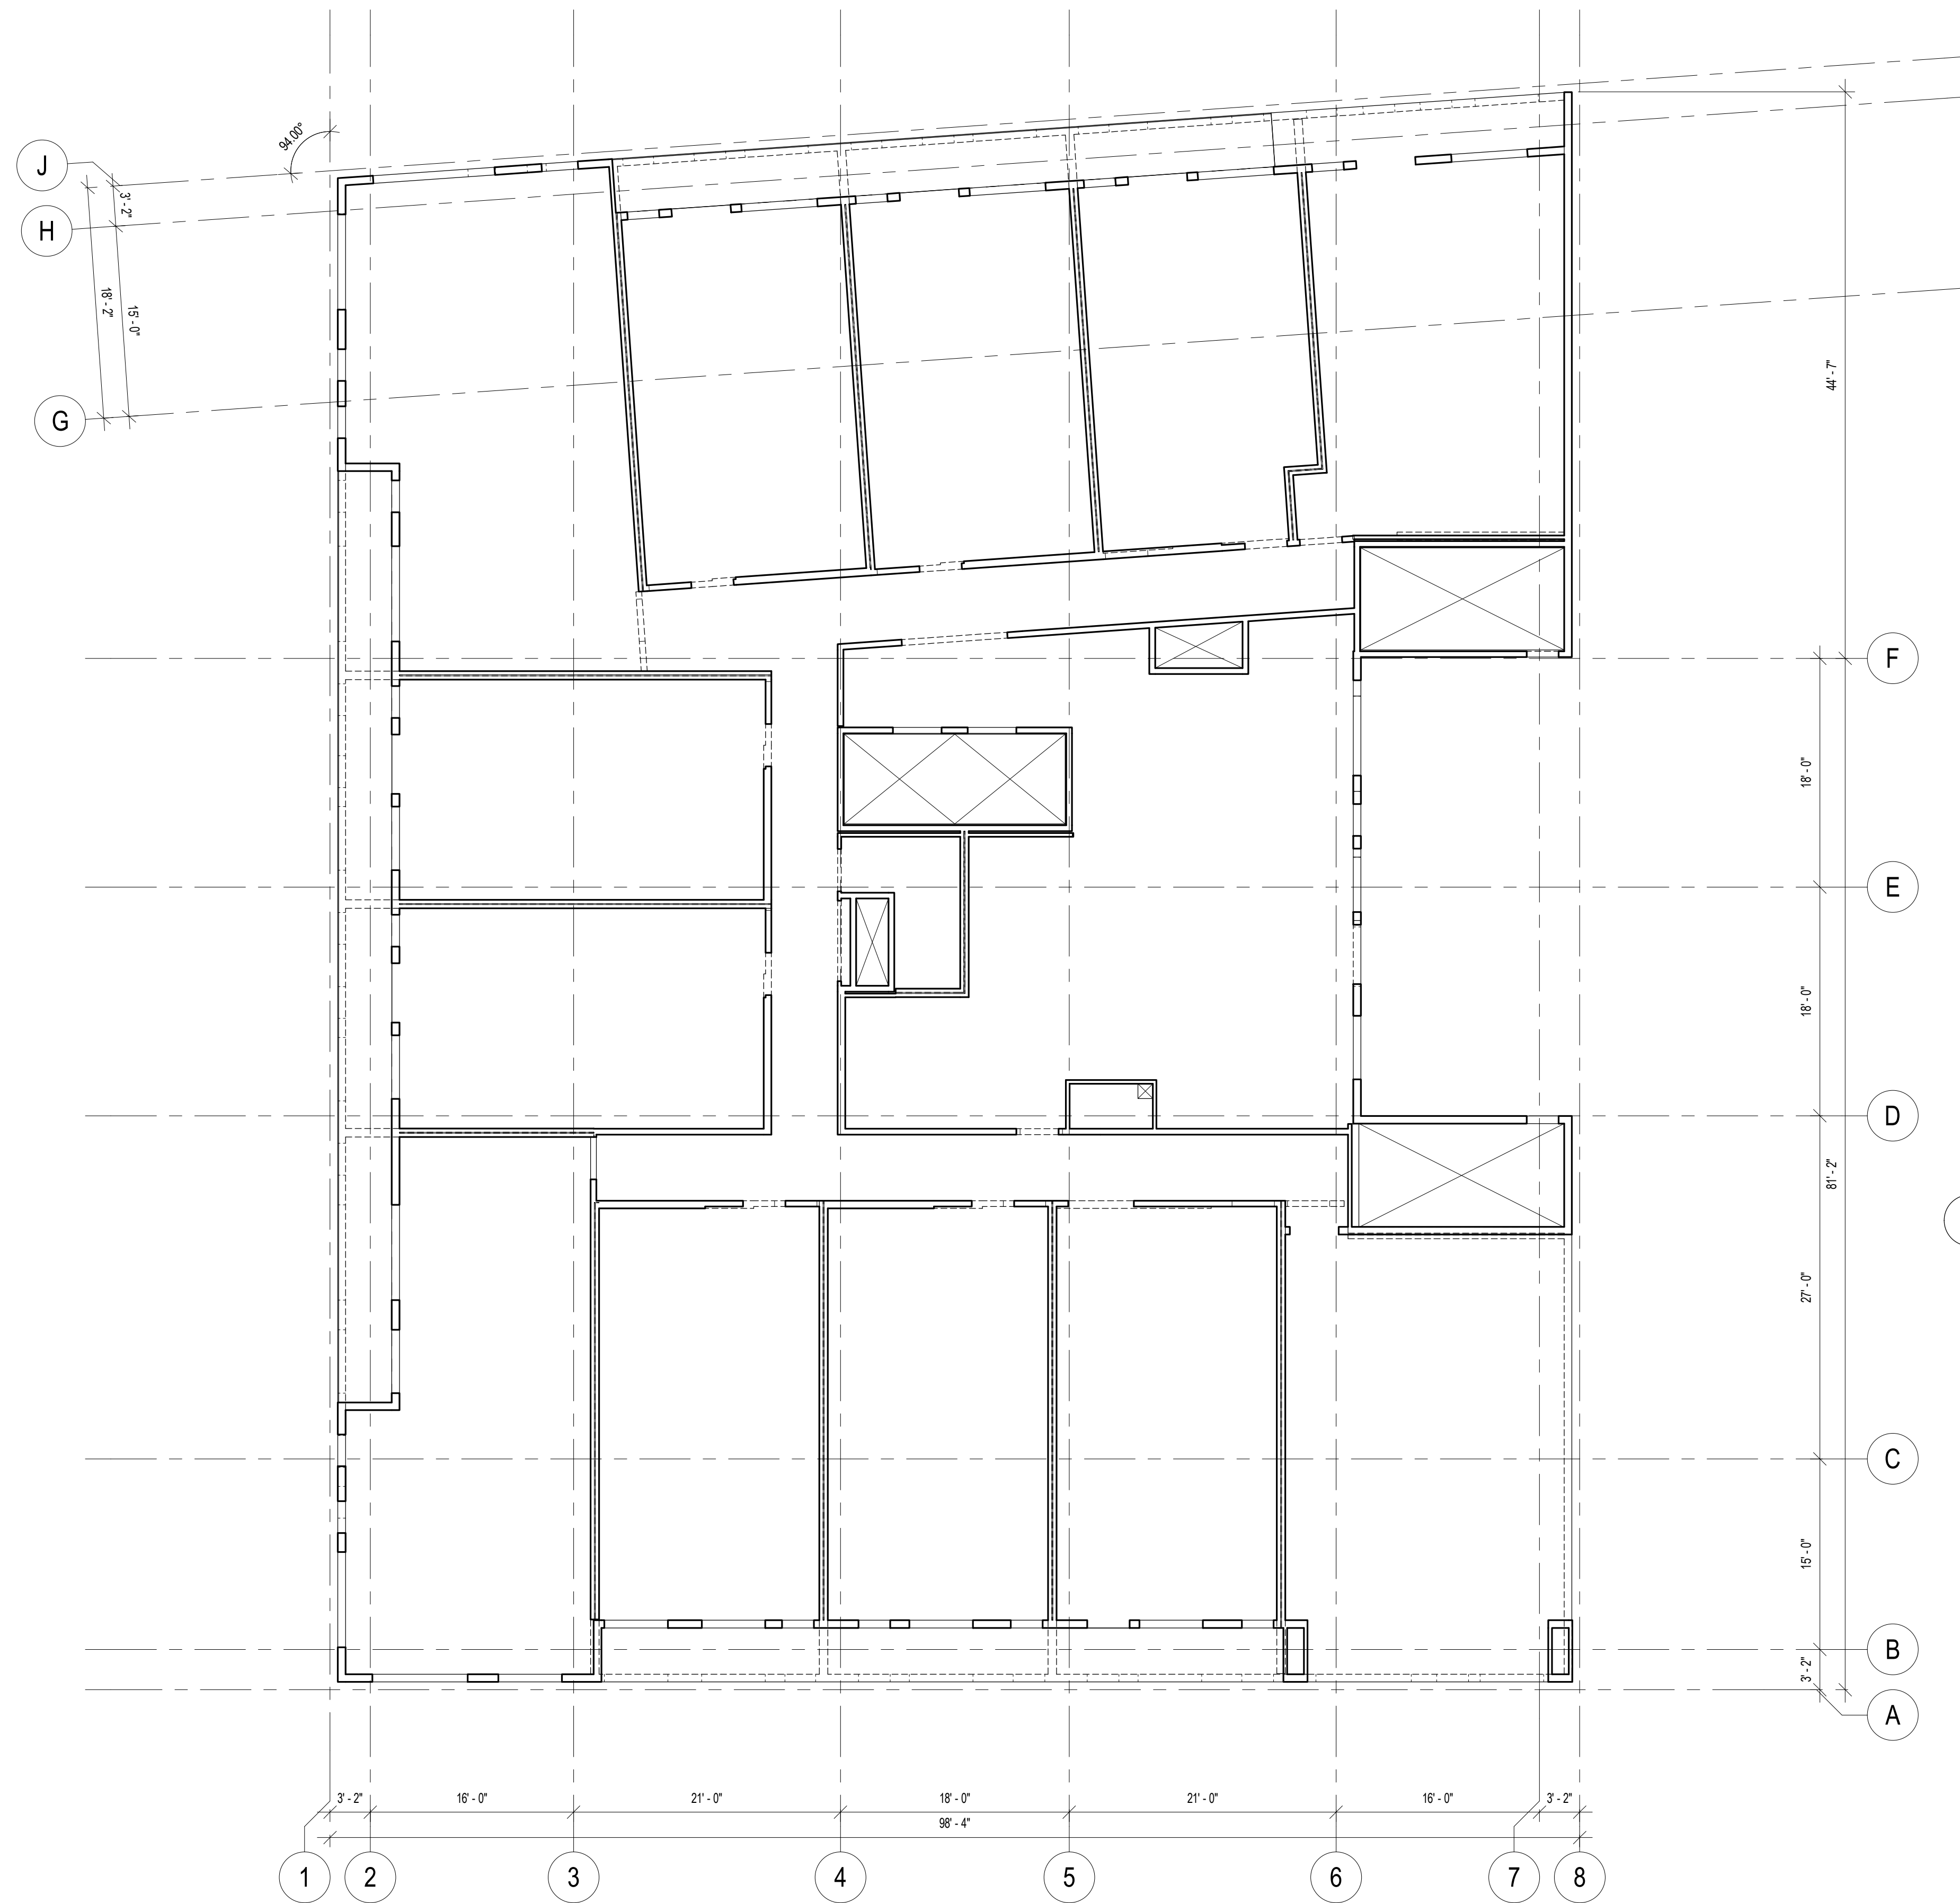 94.00°
J
3' - 2"
H
18' - 2"
15' - 0"
G
44' - 7"
F
18' - 0"
E
18' - 0"
D
81' - 2"
27' - 0"
C
15' - 0"
B
3' - 2"
A
3' - 2"
16' - 0"
21' - 0"
18' - 0"
21' - 0"
16' - 0"
3' - 2"
98' - 4"
1
2
3
4
5
6
7
8